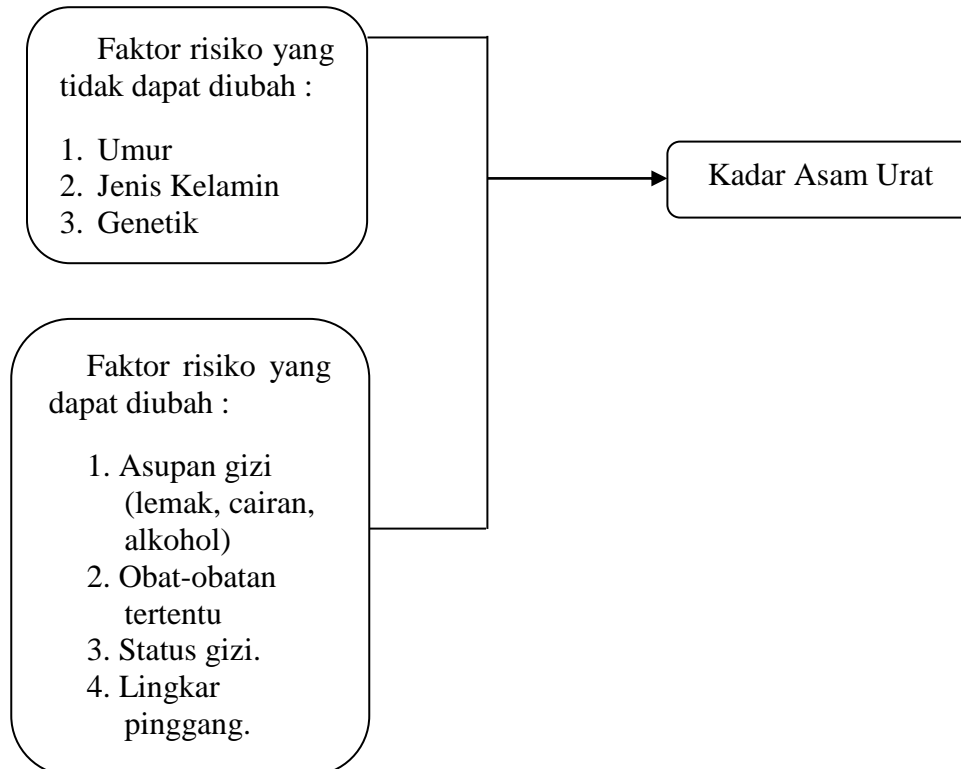 Faktor risiko yang
tidak dapat diubah :
1. Umur
2. Jenis Kelamin
3. Genetik
Kadar Asam Urat
Faktor risiko yang
dapat diubah :
1. Asupan gizi
(lemak, cairan,
alkohol)
2. Obat-obatan
tertentu
3. Status gizi.
4. Lingkar
pinggang.